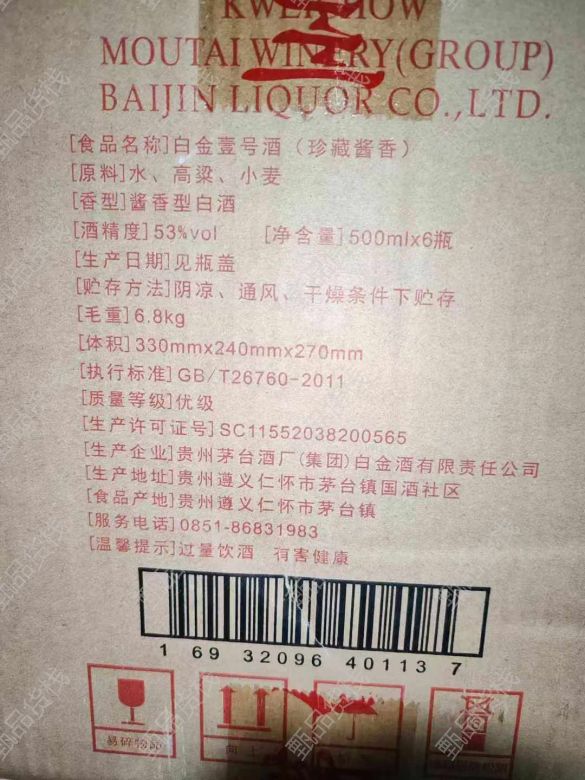 MOUTAI WINERY(GROUP)
BAIJIN LIQUOR CO.,LTD.
[食品名称]白金壹号酒（珍藏酱香）
[原料]水、高粱、小麦
[香型]酱香型白酒
[酒精度]53%vol [净含量]500mlx6瓶
[生产日期]见瓶盖
[贮存方法]阴凉、通风、干燥条件下贮存
[毛重]6.8kg
[体积]330mmx240mmx270mm
[执行标准]GB/T26760-2011
[质量等级]优级
[生产许可证号]SC11552038200565
[生产企业]贵州茅台酒厂(集团)白金酒有限责任公司
[生产地址]贵州遵义仁怀市茅台镇国酒社区
[食品产地]贵州遵义仁怀市茅台镇
[服务电话]0851-86831983
[温馨提示]过量饮酒 有害健康
1 69 32096 40113 7
易碎物品
向上
甄品货栈